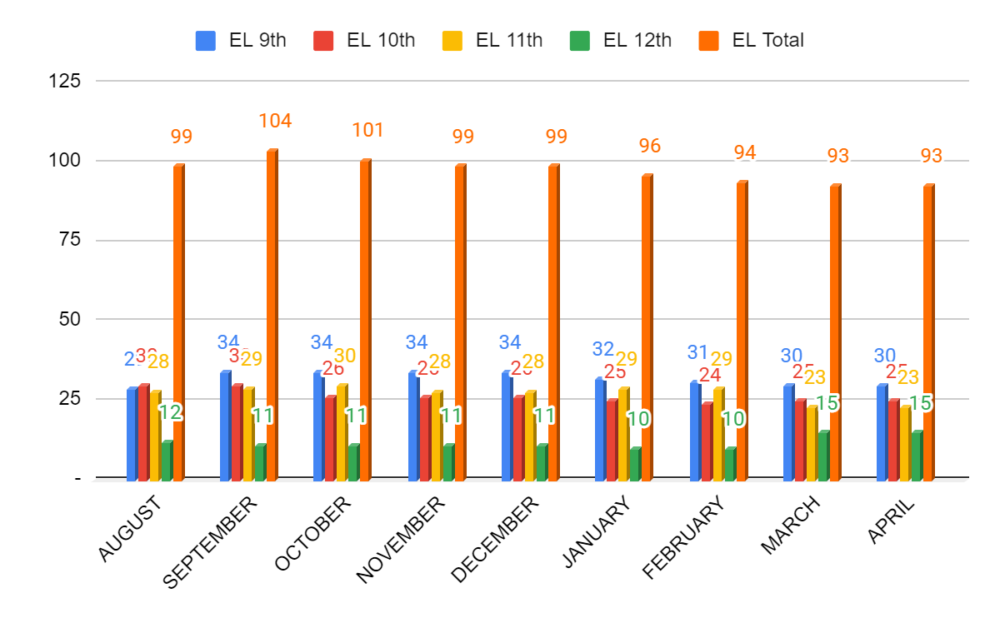 EL 9th EL 10th EL 11th EL 12th EL Total
125
100
75
50
25
-
99 104 101 99 99 96 94 93 93
34 34 34 34 32 31 30 30
28 29 30 28 28 29 29 23 23
26 25 24
12 11 11 11 11 10 10 15 15
AUGUST SEPTEMBER OCTOBER NOVEMBER DECEMBER JANUARY FEBRUARY MARCH APRIL